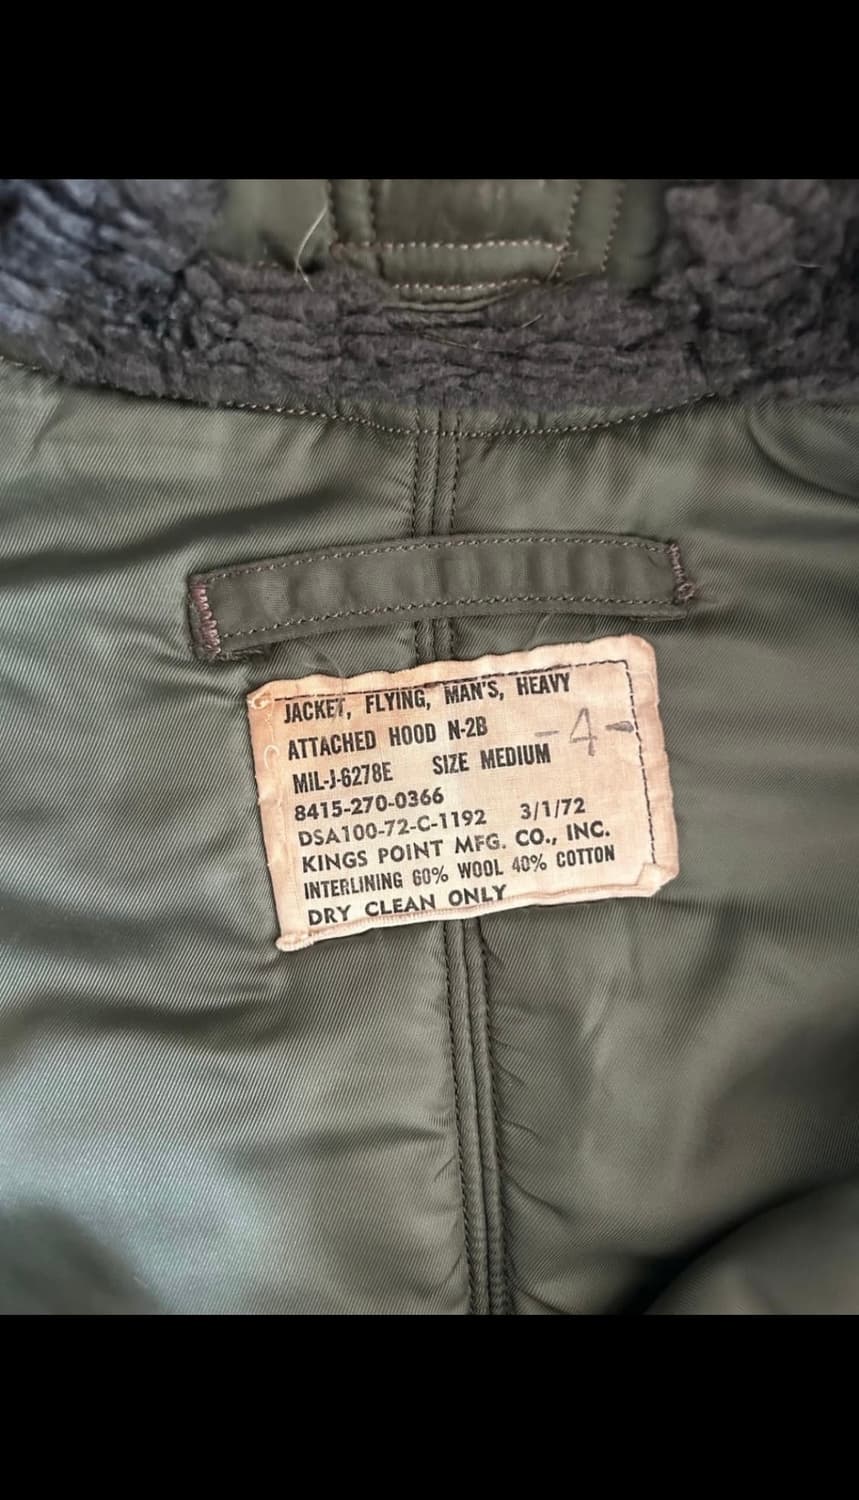 JACKET, FLYING, MAN'S, HEAVY
ATTACHED HOOD N-2B -4-
MIL-J-6278E SIZE MEDIUM
8415-270-0366
DSA100-72-C-1192 3/1/72
KINGS POINT MFG. CO., INC.
INTERLINING 60% WOOL 40% COTTON
DRY CLEAN ONLY